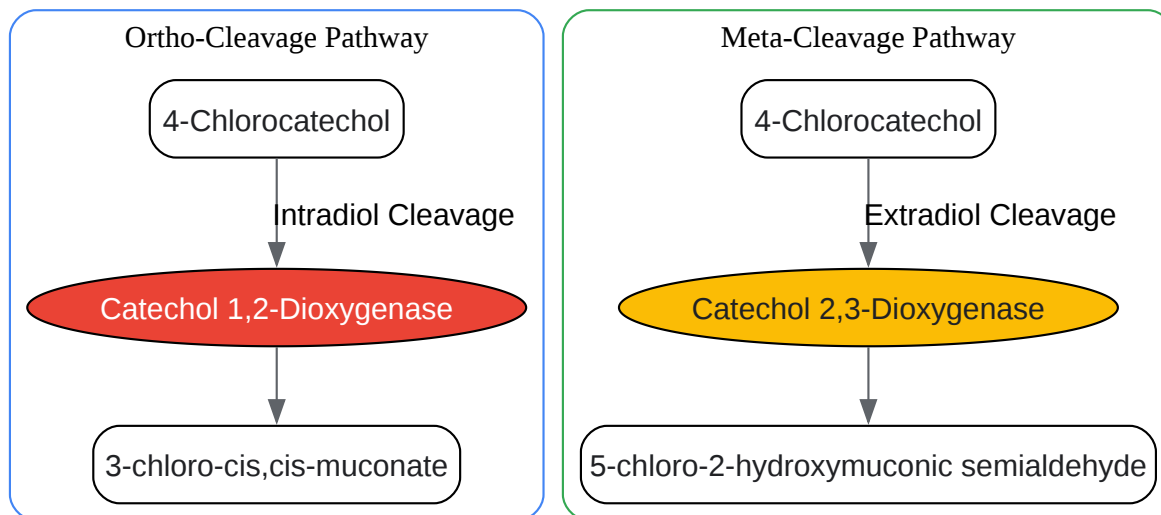 Ortho-Cleavage Pathway
4-Chlorocatechol
Intradiol Cleavage
Catechol 1,2-Dioxygenase
3-chloro-cis,cis-muconate
Meta-Cleavage Pathway
4-Chlorocatechol
Extradiol Cleavage
Catechol 2,3-Dioxygenase
5-chloro-2-hydroxymuconic semialdehyde